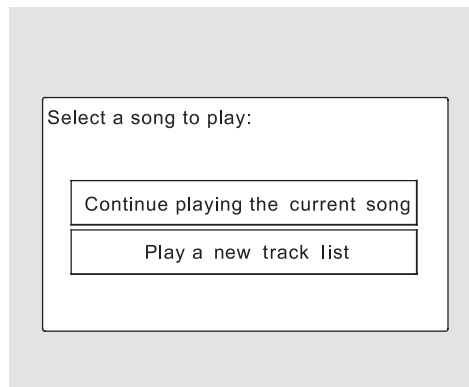 Select a song to play:
Continue playing the current song
Play a new track list